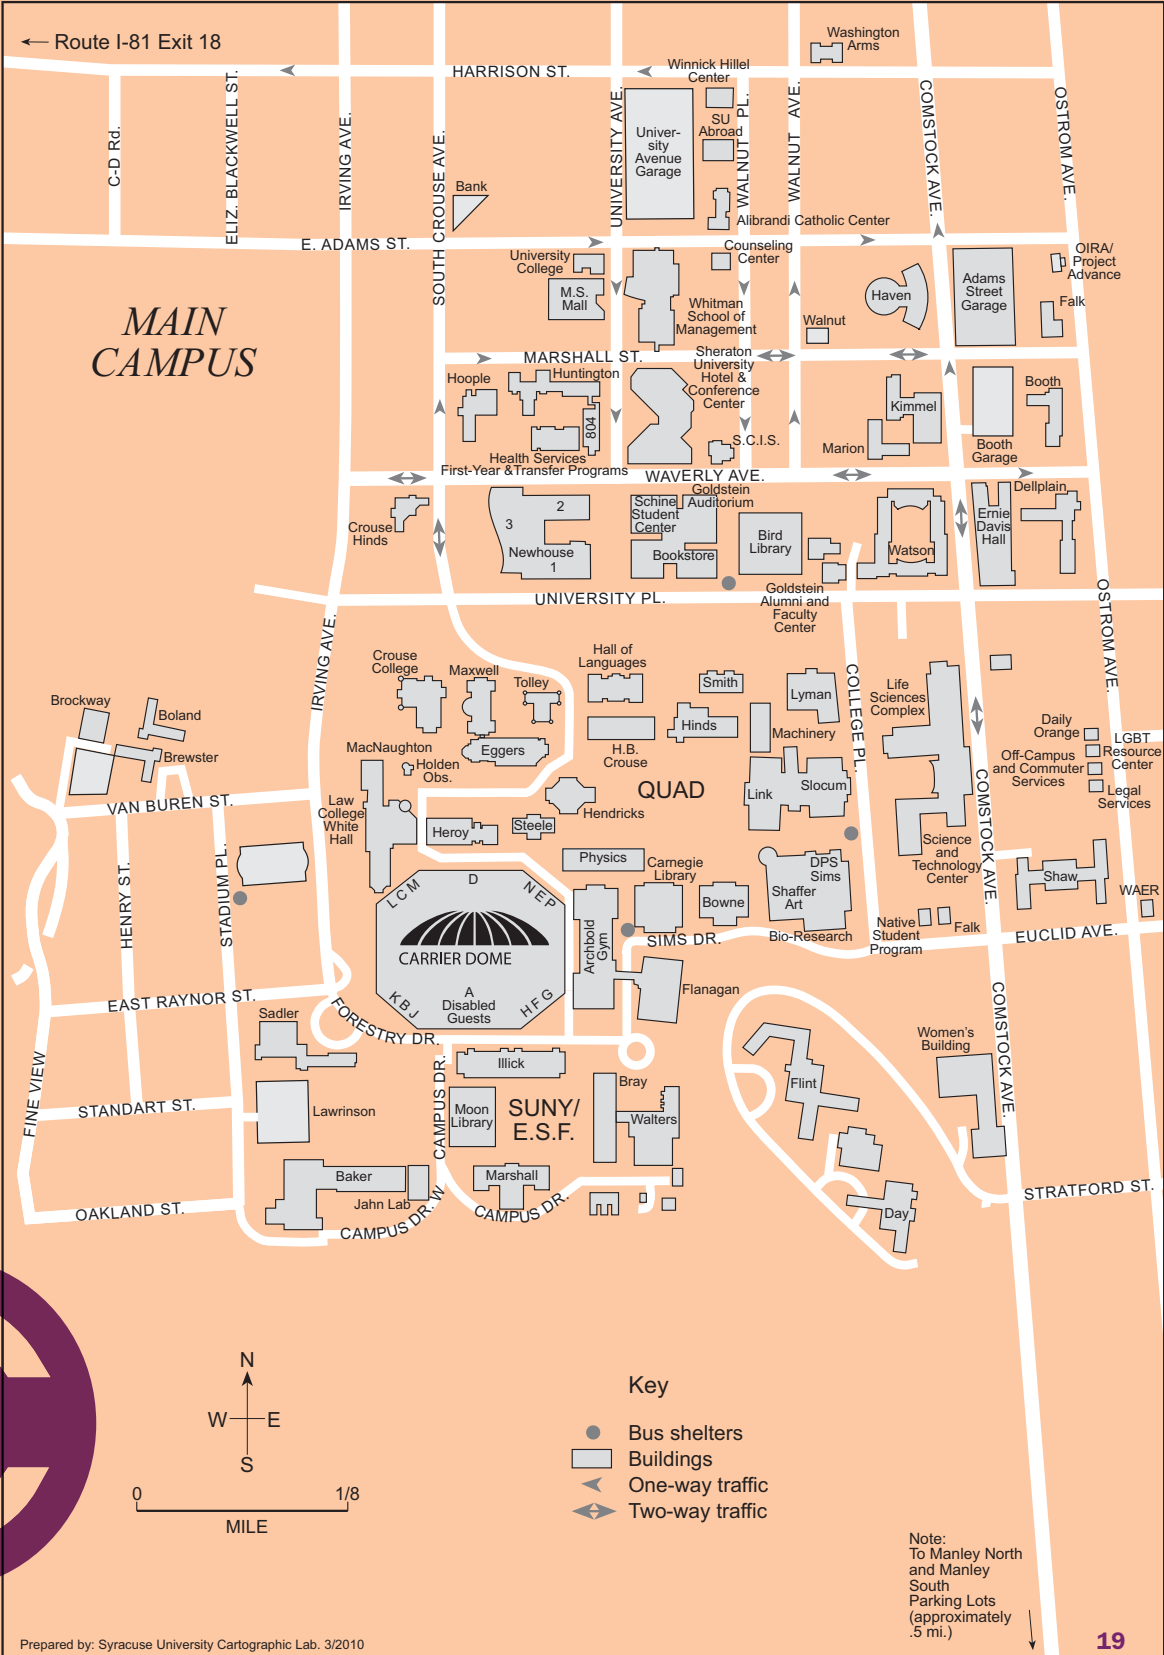 Route I-81 Exit 18
Washington
Arms
HARRISON ST.
Winnick Hillel
Center
C-D Rd.
ELIZ. BLACKWELL ST.
IRVING AVE.
SOUTH CROUSE AVE.
UNIVERSITY AVE.
WALNUT PL.
WALNUT AVE.
COMSTOCK AVE.
OSTROM AVE.
SU
Abroad
Univer-
sity
Avenue
Garage
Bank
Alibrandi Catholic Center
E. ADAMS ST.
University
College
Counseling
Center
OIRA/
Project
Advance
M.S.
Mall
Haven
Adams
Street
Garage
Falk
MAIN
CAMPUS
Whitman
School of
Management
Walnut
MARSHALL ST.
Sheraton
University
Hotel &
Conference
Center
Hoople
Huntington
Booth
Kimmel
804
S.C.I.S.
Marion
Booth
Garage
Health Services
First-Year &Transfer Programs
WAVERLY AVE.
Goldstein
Auditorium
Dellplain
Schine
Student
Center
Crouse
Hinds
2
3
Newhouse
1
Bookstore
Bird
Library
Watson
Ernie
Davis
Hall
Goldstein
Alumni and
Faculty
Center
UNIVERSITY PL.
OSTROM AVE.
IRVING AVE.
Crouse
College
Maxwell
Tolley
Hall of
Languages
Smith
Lyman
COLLEGE PL.
Life
Sciences
Complex
Brockway
Boland
Brewster
Hinds
Machinery
Daily
Orange
LGBT
Resource
Center
MacNaughton
Holden
Obs.
Eggers
H.B.
Crouse
Off-Campus
and Commuter
Services
Legal
Services
QUAD
Link
Slocum
COMSTOCK AVE.
VAN BUREN ST.
Law
College
White
Hall
Hendricks
Heroy
Steele
Physics
Carnegie
Library
DPS
Sims
Science
and
Technology
Center
HENRY ST.
STADIUM PL.
Shaw
WAER
LCM
D
NEP
Bowne
Shaffer
Art
Bio-Research
Native
Student
Program
Falk
EUCLID AVE.
CARRIER DOME
Archbold
Gym
SIMS DR.
KBJ
A
Disabled
Guests
HFG
Flanagan
EAST RAYNOR ST.
FORESTRY DR.
COMSTOCK AVE.
Sadler
Women's
Building
Illick
Flint
FINE VIEW
Bray
CAMPUS DR.
STANDART ST.
Lawrinson
Moon
Library
SUNY/
E.S.F.
Walters
Baker
Marshall
Jahn Lab
STRATFORD ST.
OAKLAND ST.
CAMPUS DR. W
CAMPUS DR.
Day
N
W
E
S
0
1/8
MILE
Key
Bus shelters
Buildings
One-way traffic
Two-way traffic
Note:
To Manley North
and Manley
South
Parking Lots
(approximately
.5 mi.)
Prepared by: Syracuse University Cartographic Lab. 3/2010
19